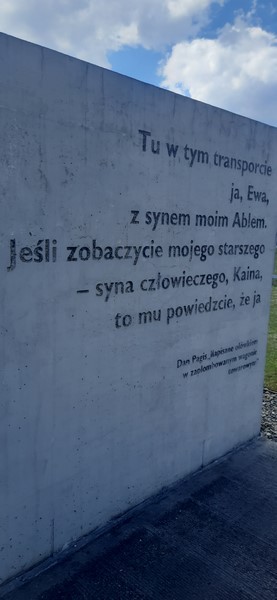 Tu w tym transporcie
ja, Ewa,
z synem moim Ablem.
Jeśli zobaczycie mojego starszego
– syna człowieczego, Kaina,
to mu powiedzcie, że ja
Dan Pagis „Napisane ołówkiem
w zaplombowanym wagonie
towarowym”